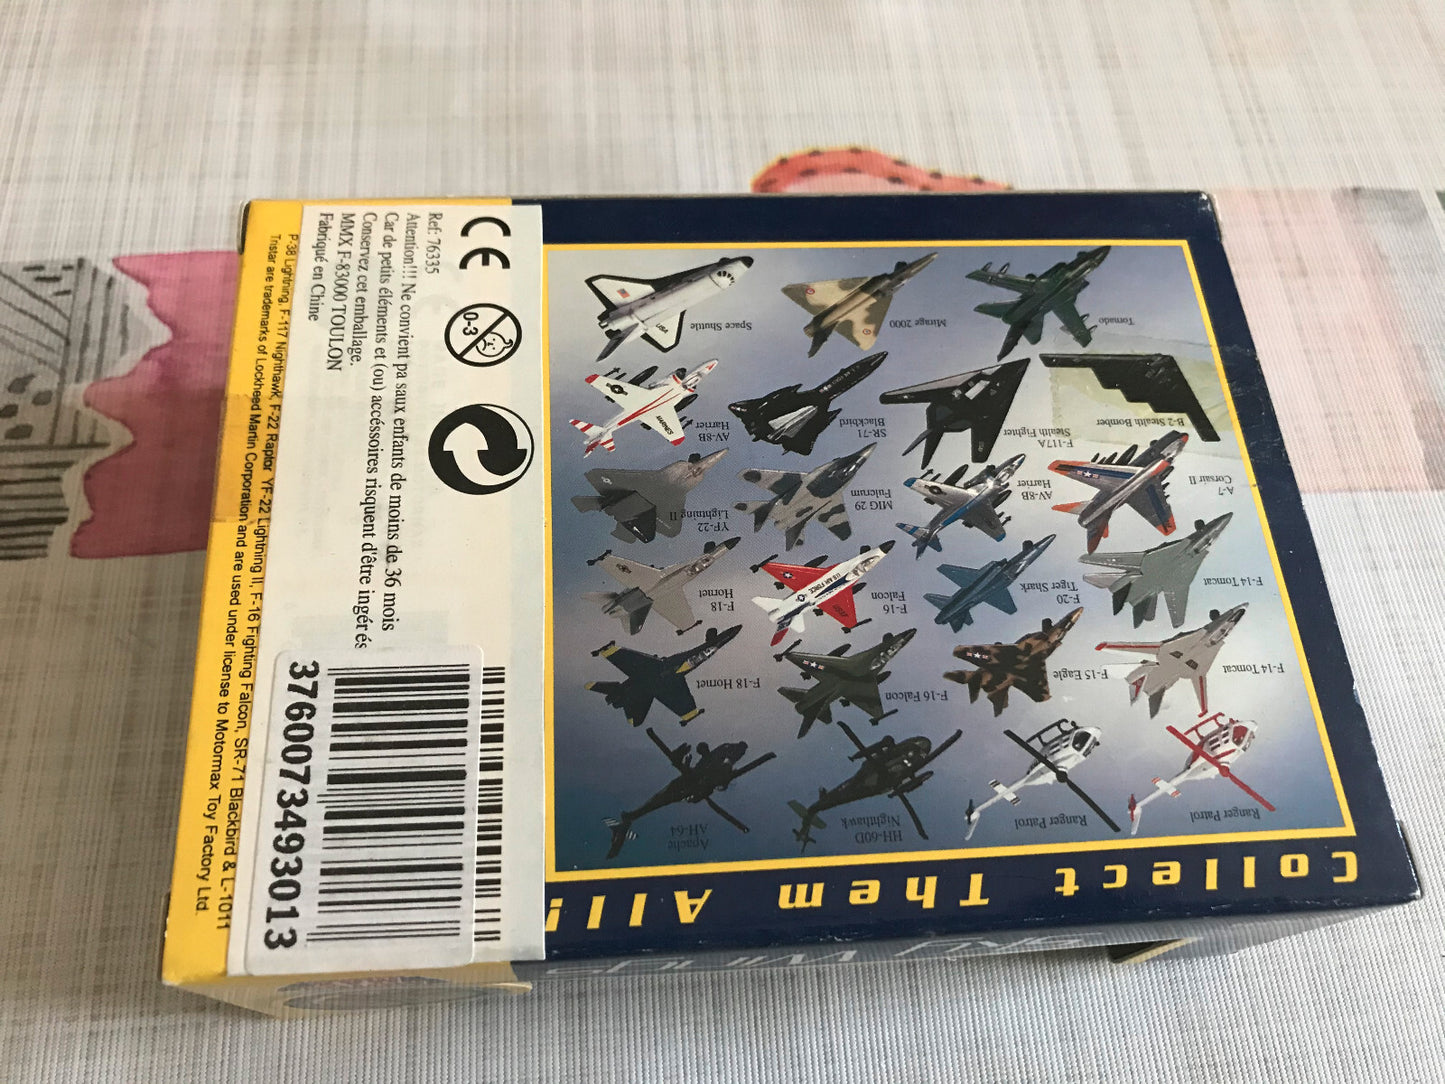 Collect Them All!
Ranger Patrol
Ranger Patrol
HH-60D
Nighthawk
Apache
AH-64
F-14 Tomcat
F-15 Eagle
F-16 Falcon
F-18 Hornet
F-14 Tomcat
F-20
Tiger Shark
F-16
Falcon
F-18
Hornet
A-7
Corsair II
AV-8B
Harrier
MIG 29
Fulcrum
YF-22
Lightning II
B-2 Stealth Bomber
F-117A
Stealth Fighter
SR-71
Blackbird
AV-8B
Harrier
Tornado
Mirage 2000
Space Shuttle
USA
US AIR FORCE
CE
0-3
Ref: 76335
Attention!!! Ne convient pa saux enfants de moins de 36 mois
Car de petits éléments et (ou) accéssoires risquent d'être ingér és
Conservez cet emballage.
MMX F-83000 TOULON
Fabriqué en Chine
3760073493013
P-38 Lightning, F-117 Nighthawk, F-22 Raptor YF-22 Lightning II, F-16 Fighting Falcon, SR-71 Blackbird & L-1011
Tristar are trademarks of Lockheed Martin Corporation and are used under license to Motormax Toy Factory Ltd.